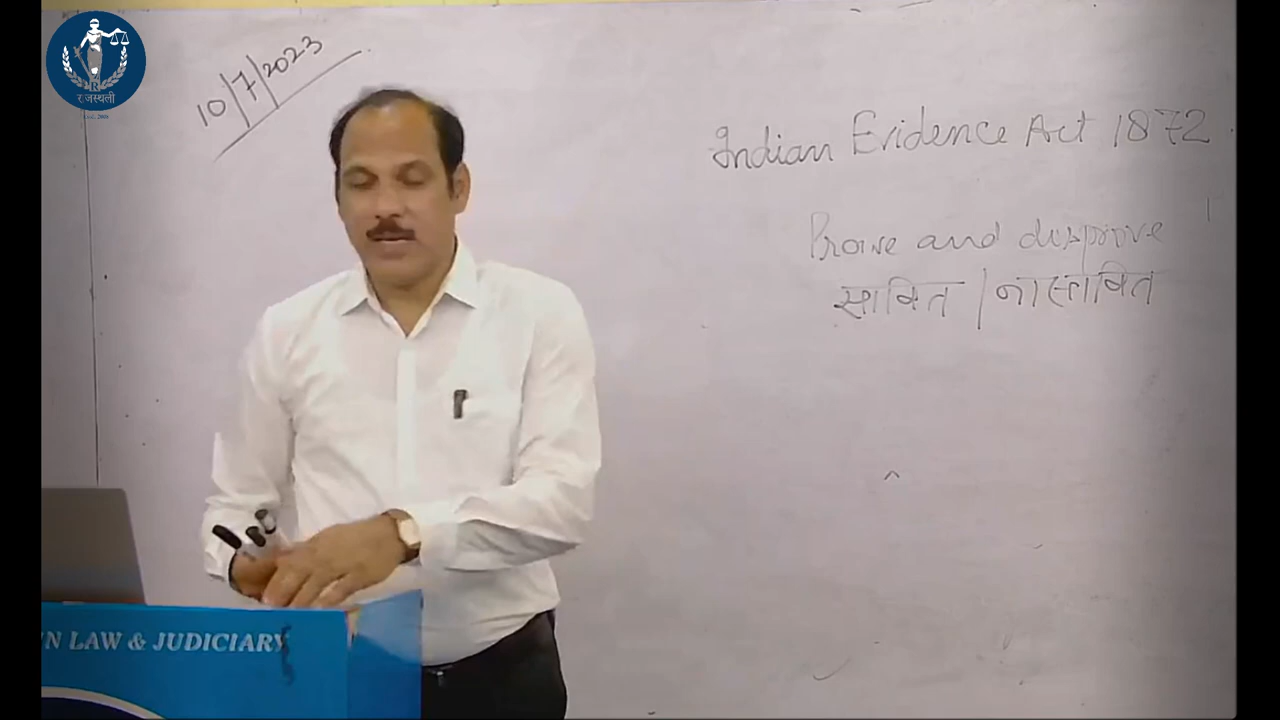 राजस्थली
10/7/2023
Indian Evidence Act 1872
Prove and disprove
साबित / नासाबित
N LAW & JUDICIARY